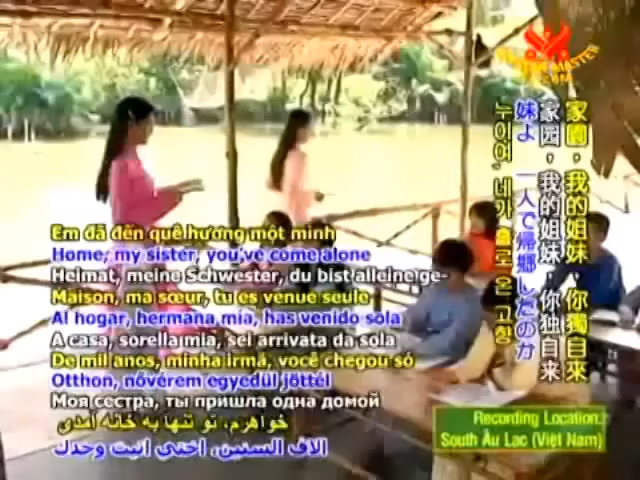 Em đã đến quê hương một mình
Home, my sister, you've come alone
Heimat, meine Schwester, du bist alleine ge-
Maison, ma sœur, tu es venue seule
Al hogar, hermana mía, has venido sola
A casa, sorella mia, sei arrivata da sola
De mil anos, minha irmá, você chegou só
Otthon, nővérem egyedül jöttél
Моя сестра, ты пришла одна домой
خواهرم، تو تنها به خانه آمدی
الاف السنين، اختي اتيت وحدك
家園，我的姐妹，你獨自來
家园，我的姐妹，你独自来
妹よ 一人で帰郷したのか
누이여, 네가 홀로 온 고향
Recording Location:
South Âu Lạc (Việt Nam)